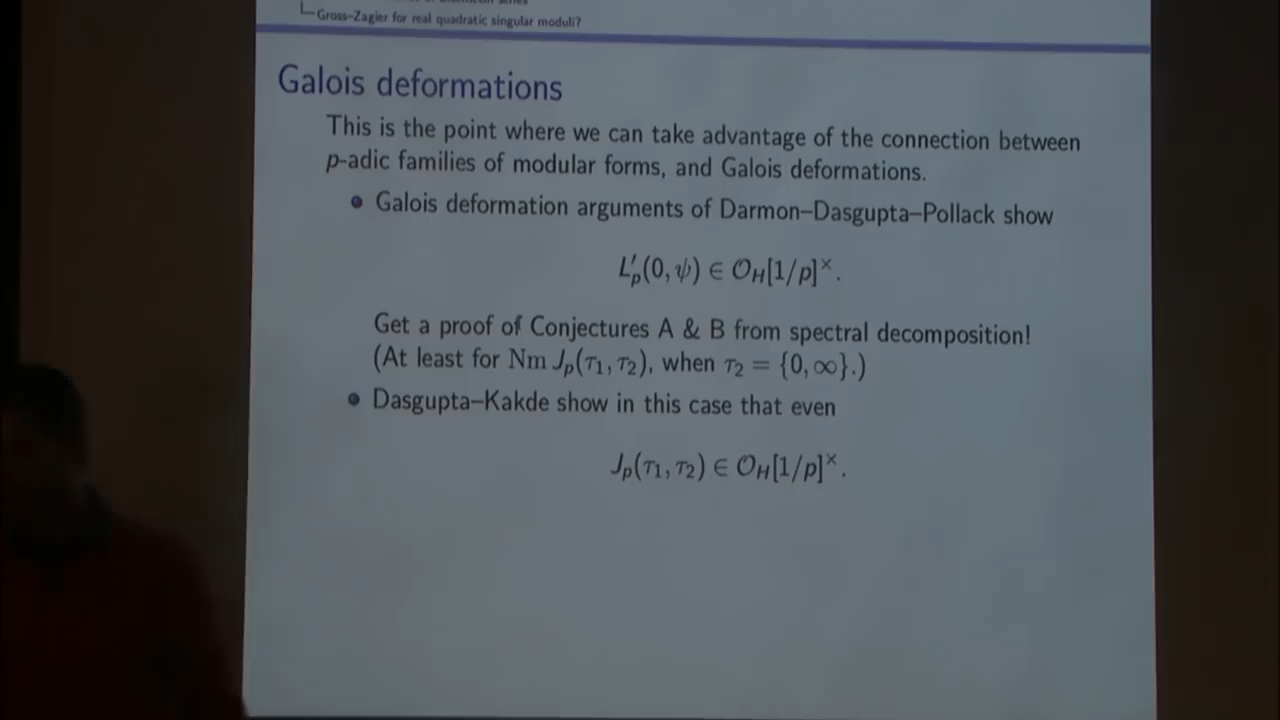 Gross–Zagier for real quadratic singular moduli?
Galois deformations
This is the point where we can take advantage of the connection between
p-adic families of modular forms, and Galois deformations.
• Galois deformation arguments of Darmon–Dasgupta–Pollack show
L′ₚ(0, ψ) ∈ 𝒪_H[1/p]ˣ.
Get a proof of Conjectures A & B from spectral decomposition!
(At least for Nm Jₚ(τ₁, τ₂), when τ₂ = {0, ∞}.)
• Dasgupta–Kakde show in this case that even
Jₚ(τ₁, τ₂) ∈ 𝒪_H[1/p]ˣ.